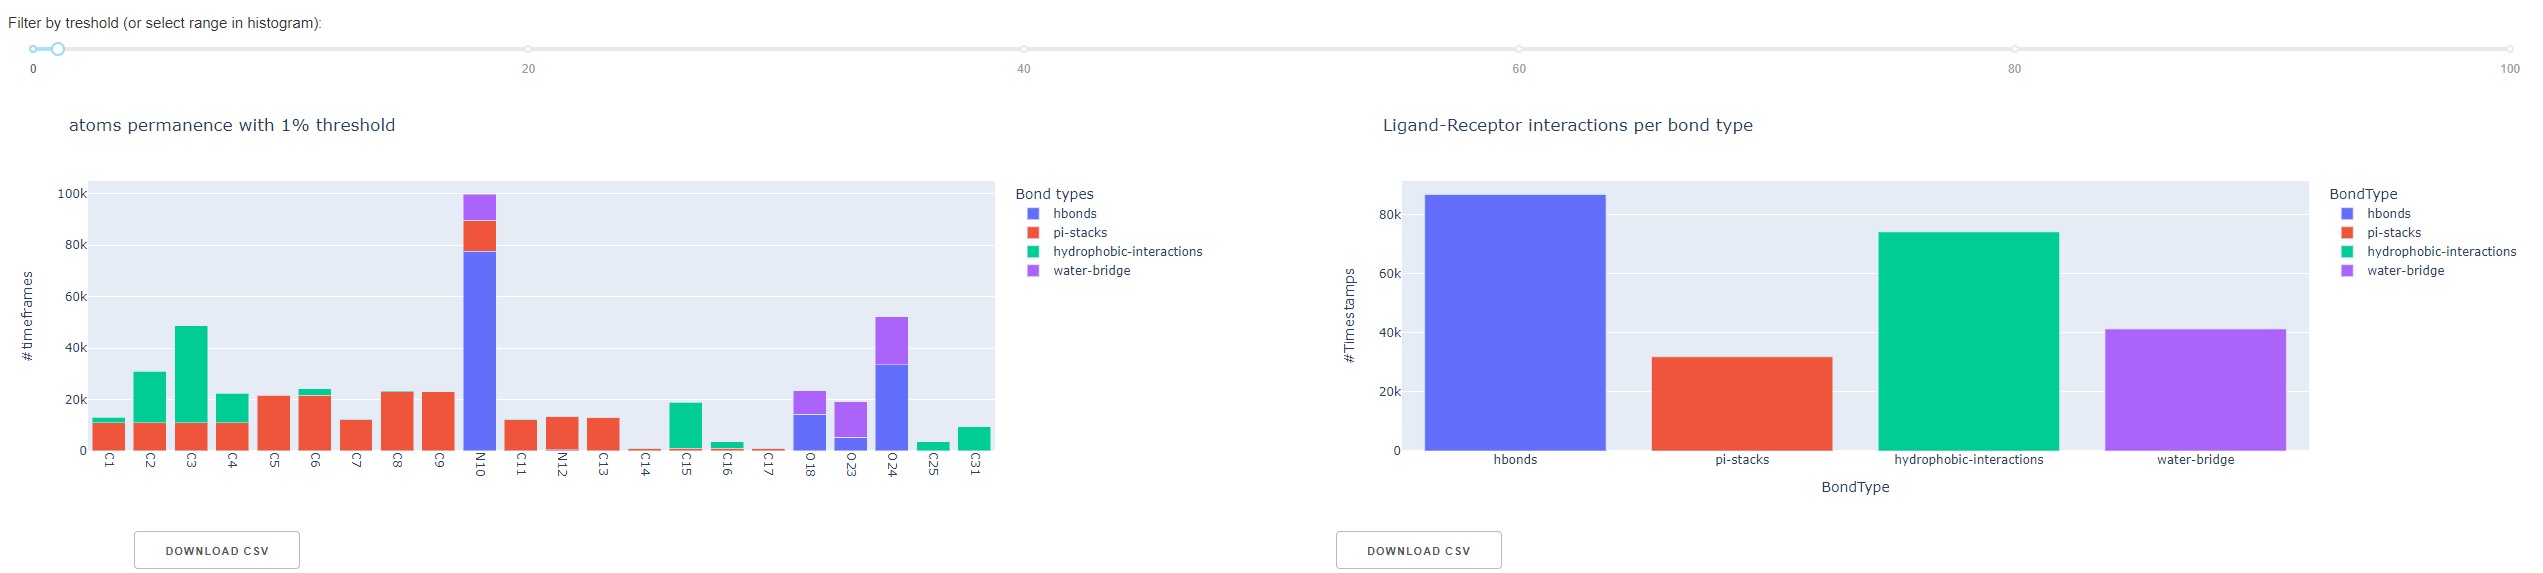 Filter by treshold (or select range in histogram):
0 20 40 60 80 100
atoms permanence with 1% threshold
100k
80k
60k
40k
20k
0
#timeframes
C1 C2 C3 C4 C5 C6 C7 C8 C9 N10 C11 N12 C13 C14 C15 C16 C17 O18 O23 O24 C25 C31
Bond types
hbonds
pi-stacks
hydrophobic-interactions
water-bridge
DOWNLOAD CSV
Ligand-Receptor interactions per bond type
80k
60k
40k
20k
0
#Timestamps
hbonds pi-stacks hydrophobic-interactions water-bridge
BondType
BondType
hbonds
pi-stacks
hydrophobic-interactions
water-bridge
DOWNLOAD CSV